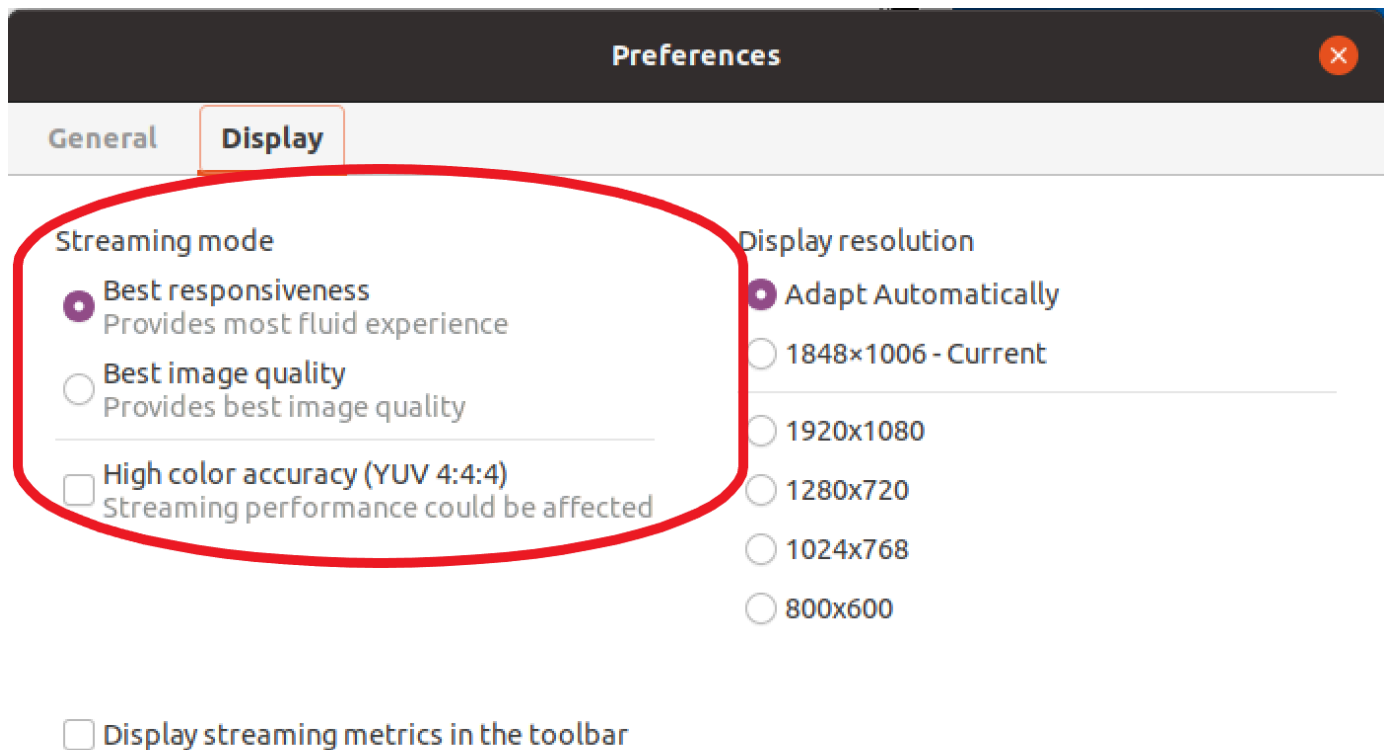 Preferences
General
Display
Streaming mode
Best responsiveness
Provides most fluid experience
Best image quality
Provides best image quality
High color accuracy (YUV 4:4:4)
Streaming performance could be affected
Display resolution
Adapt Automatically
1848×1006 - Current
1920x1080
1280x720
1024x768
800x600
Display streaming metrics in the toolbar